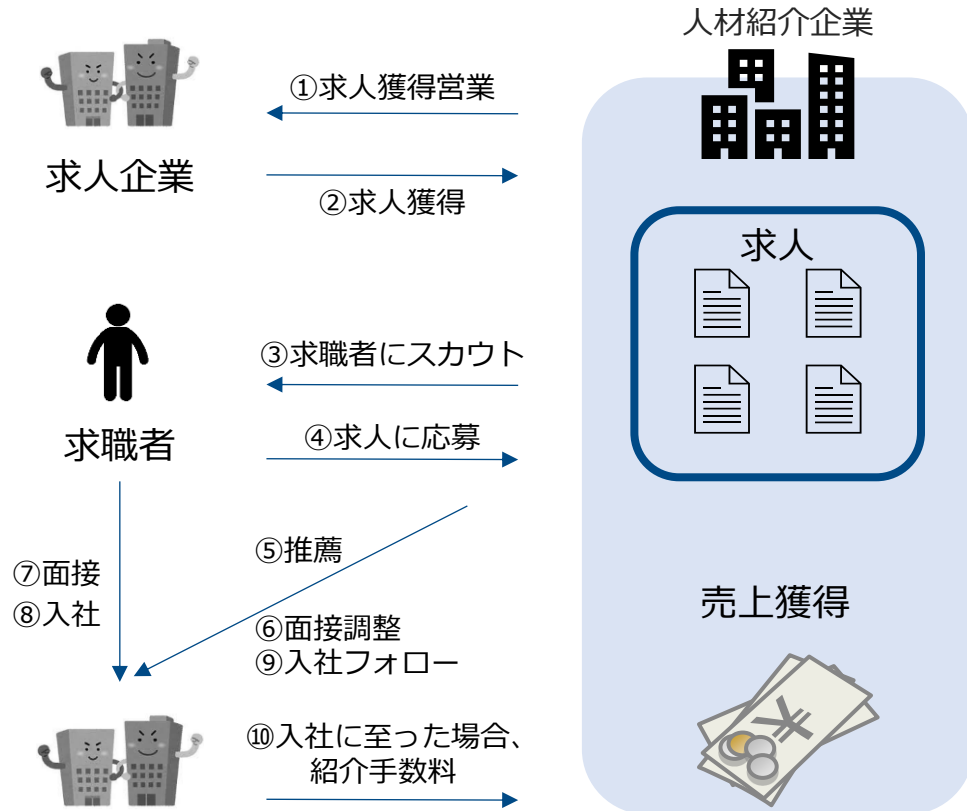 人材紹介企業
①求人獲得営業
求人企業
②求人獲得
求人
③求職者にスカウト
求職者
④求人に応募
⑤推薦
⑦面接
⑧入社
売上獲得
⑥面接調整
⑨入社フォロー
⑩入社に至った場合、
紹介手数料
¥